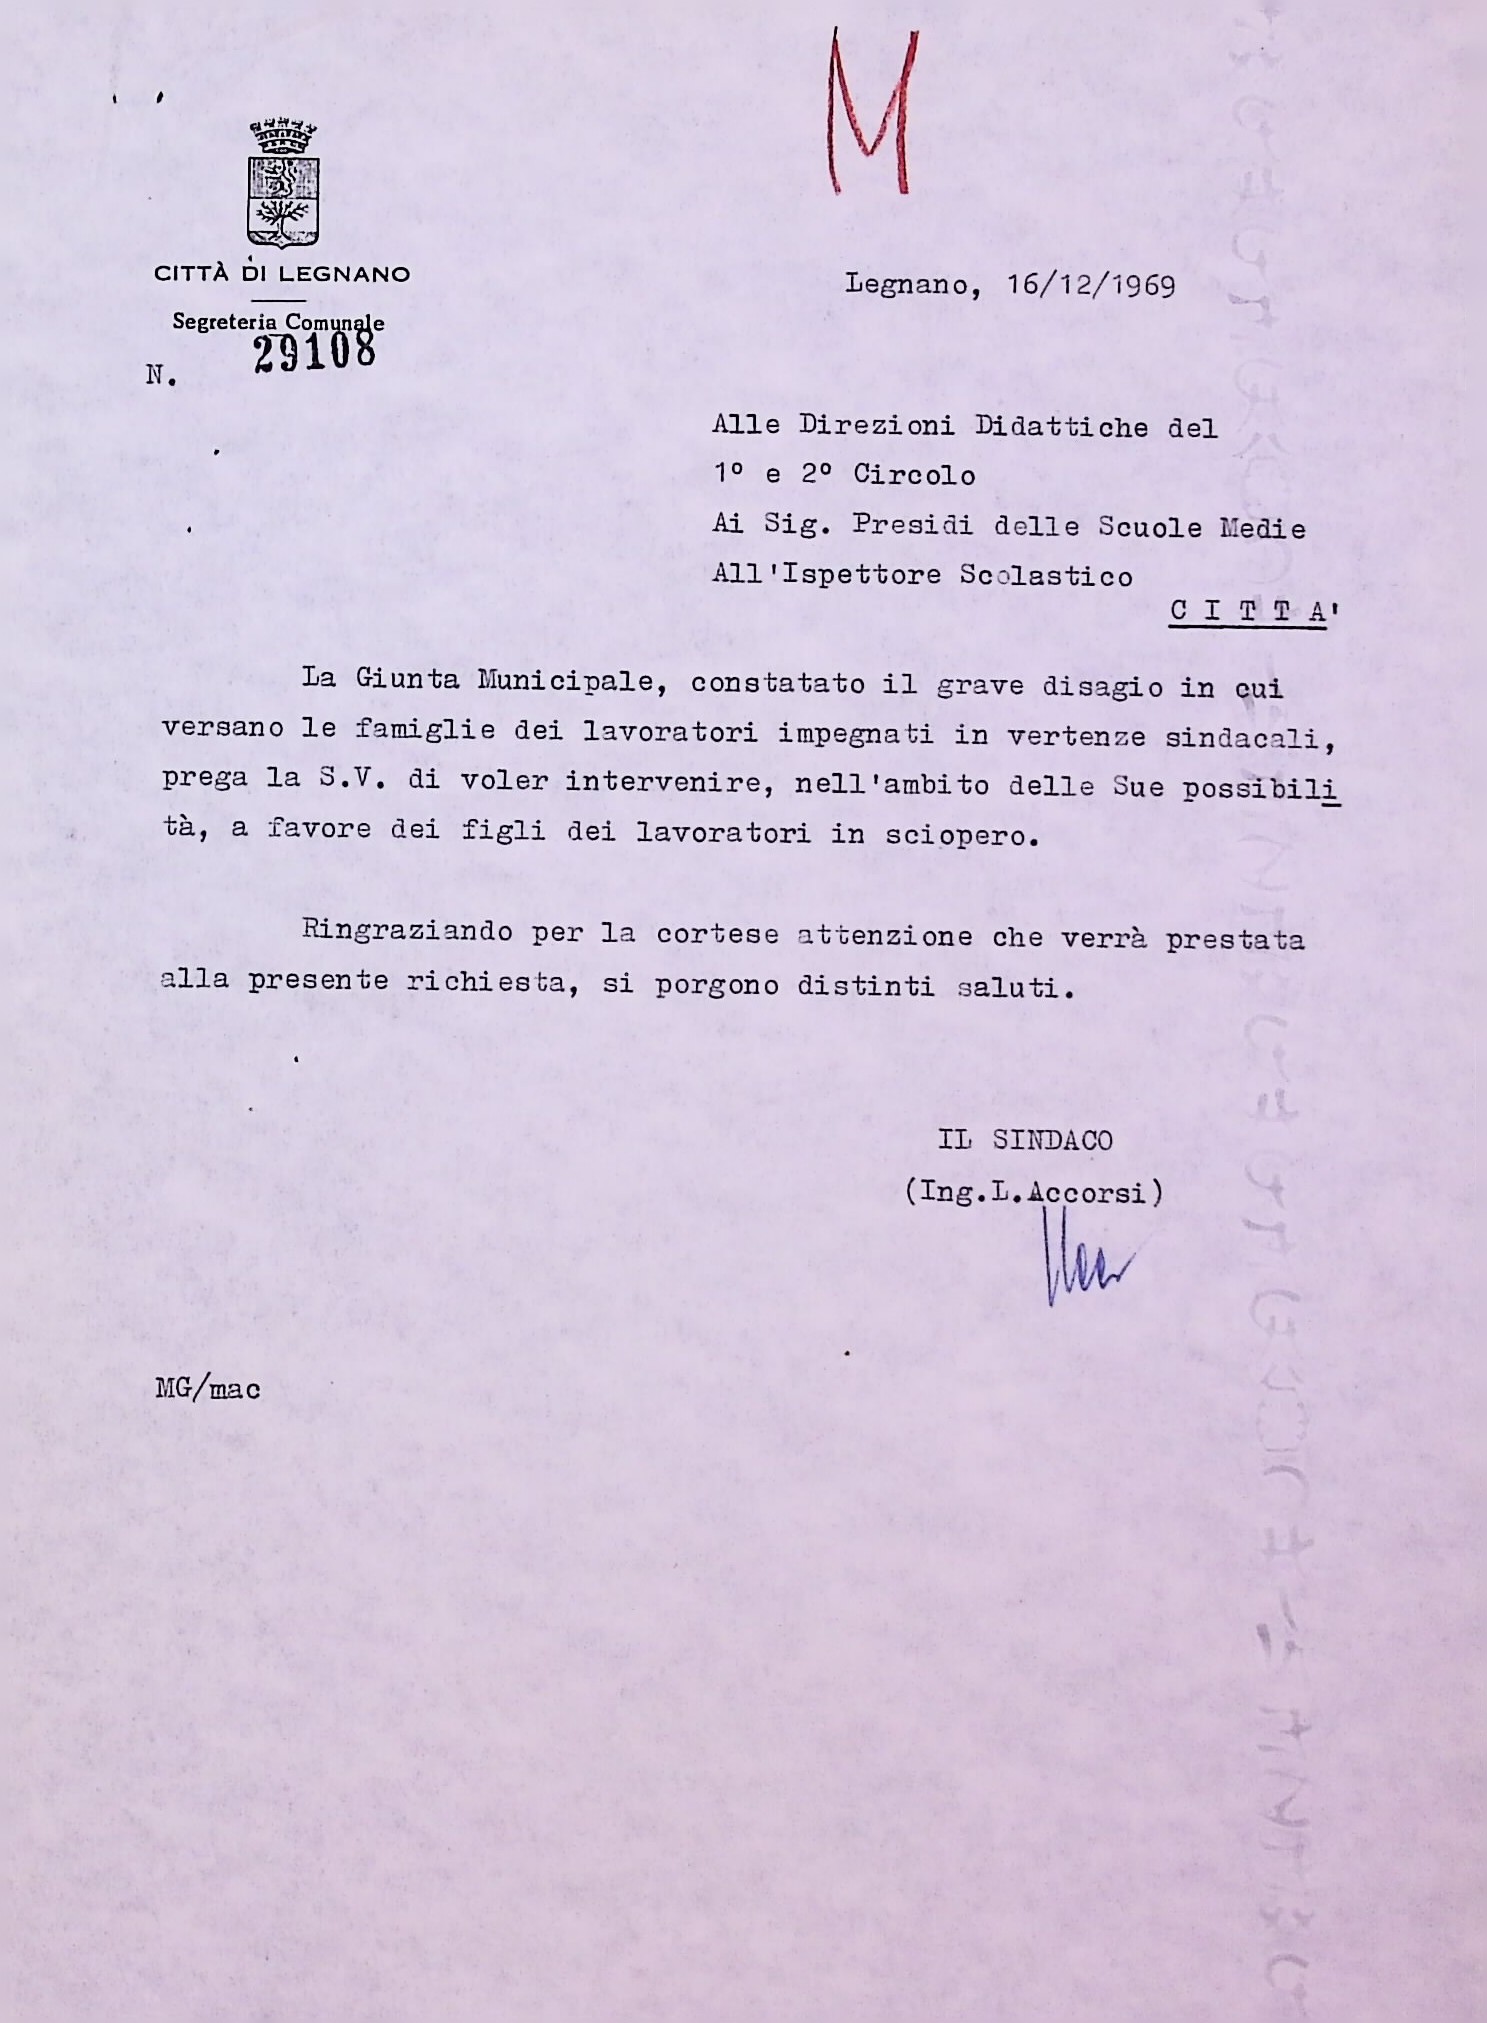 M
CITTÀ DI LEGNANO
Segreteria Comunale
N. 29108
Legnano, 16/12/1969
Alle Direzioni Didattiche del
1º e 2º Circolo
Ai Sig. Presidi delle Scuole Medie
All'Ispettore Scolastico
C I T T A'
La Giunta Municipale, constatato il grave disagio in cui
versano le famiglie dei lavoratori impegnati in vertenze sindacali,
prega la S.V. di voler intervenire, nell'ambito delle Sue possibili
tà, a favore dei figli dei lavoratori in sciopero.
Ringraziando per la cortese attenzione che verrà prestata
alla presente richiesta, si porgono distinti saluti.
IL SINDACO
(Ing.L.Accorsi)
MG/mac